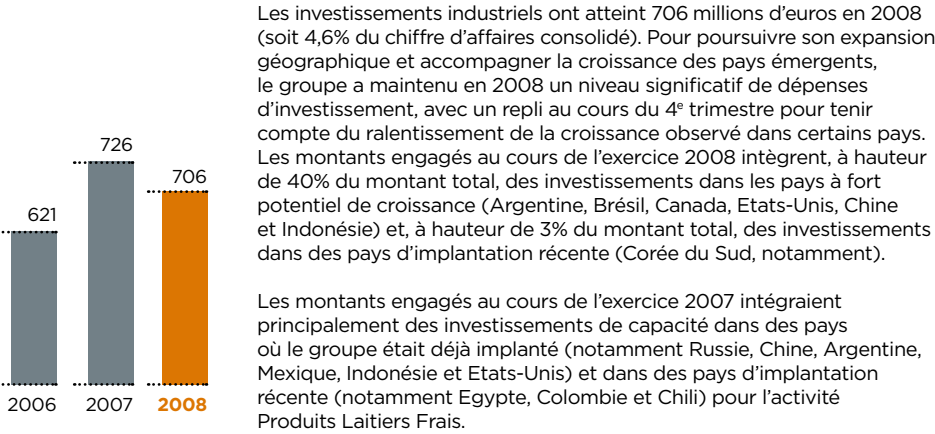 Les investissements industriels ont atteint 706 millions d’euros en 2008
(soit 4,6% du chiffre d’affaires consolidé). Pour poursuivre son expansion
géographique et accompagner la croissance des pays émergents,
le groupe a maintenu en 2008 un niveau significatif de dépenses
d’investissement, avec un repli au cours du 4e trimestre pour tenir
compte du ralentissement de la croissance observé dans certains pays.
Les montants engagés au cours de l’exercice 2008 intègrent, à hauteur
de 40% du montant total, des investissements dans les pays à fort
potentiel de croissance (Argentine, Brésil, Canada, Etats-Unis, Chine
et Indonésie) et, à hauteur de 3% du montant total, des investissements
dans des pays d’implantation récente (Corée du Sud, notamment).
Les montants engagés au cours de l’exercice 2007 intégraient
principalement des investissements de capacité dans des pays
où le groupe était déjà implanté (notamment Russie, Chine, Argentine,
Mexique, Indonésie et Etats-Unis) et dans des pays d’implantation
récente (notamment Egypte, Colombie et Chili) pour l’activité
Produits Laitiers Frais.
621
726
706
2006
2007
2008